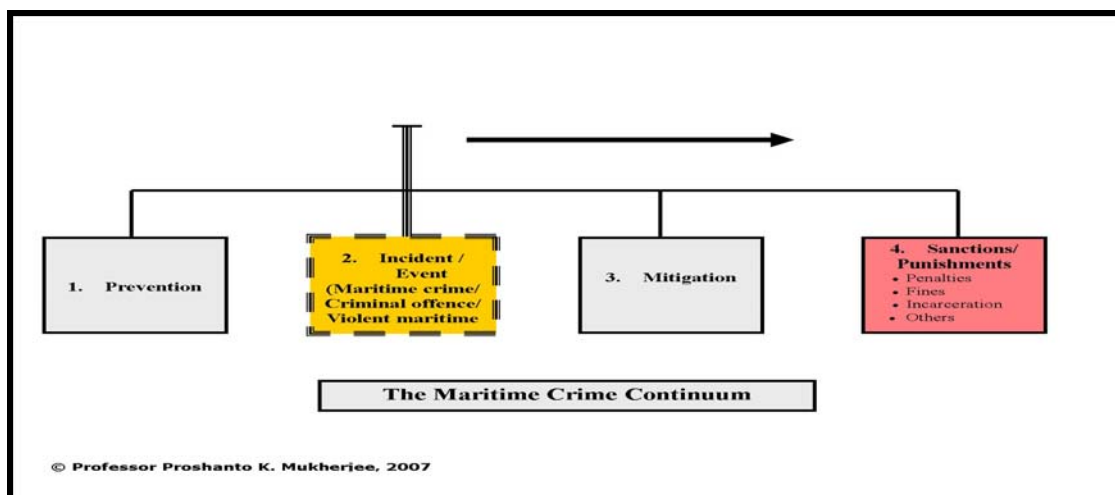 1. Prevention
2. Incident /
Event
(Maritime crime/
Criminal offence/
Violent maritime
3. Mitigation
4. Sanctions/
Punishments
• Penalties
• Fines
• Incarceration
• Others
The Maritime Crime Continuum
© Professor Proshanto K. Mukherjee, 2007